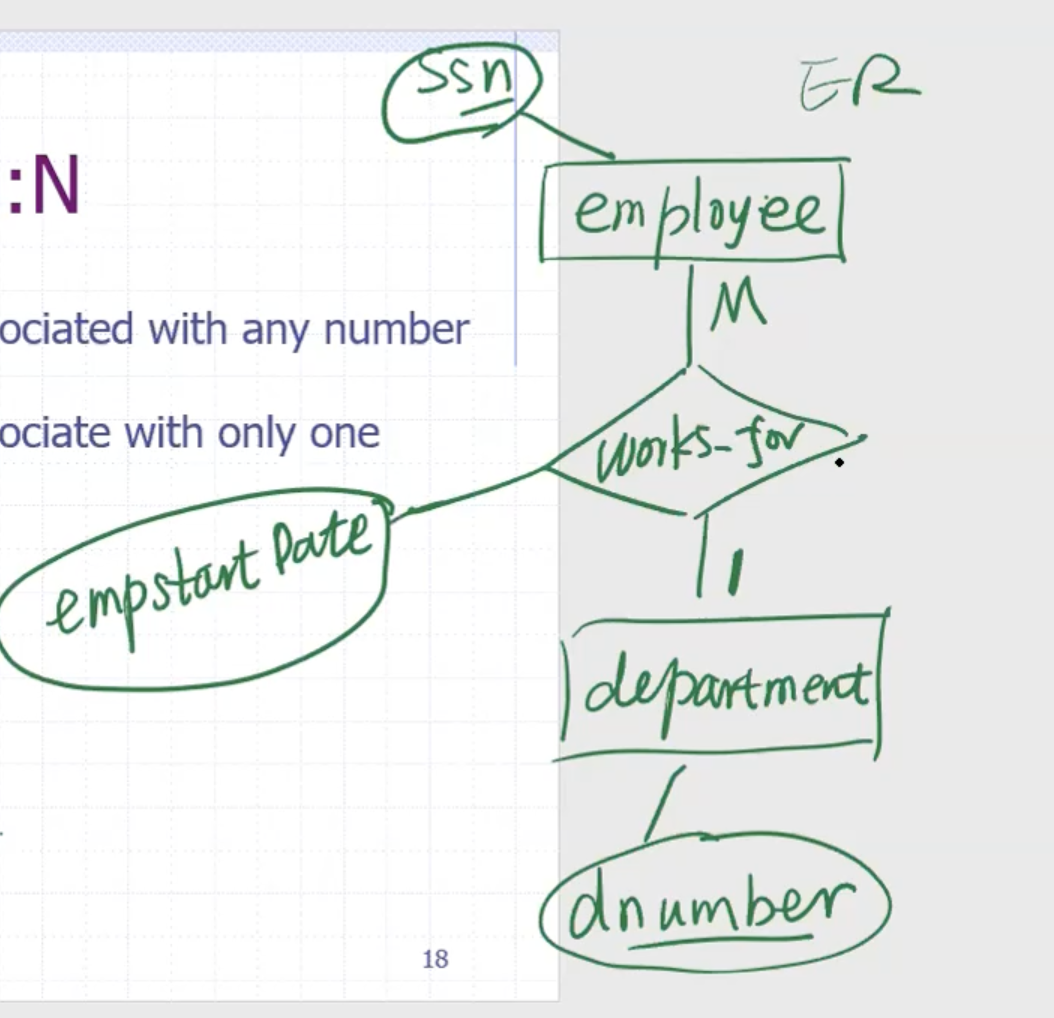 ssn
ER
:N
employee
M
ociated with any number
ociate with only one
works-for
empstart Date
1
department
dnumber
18